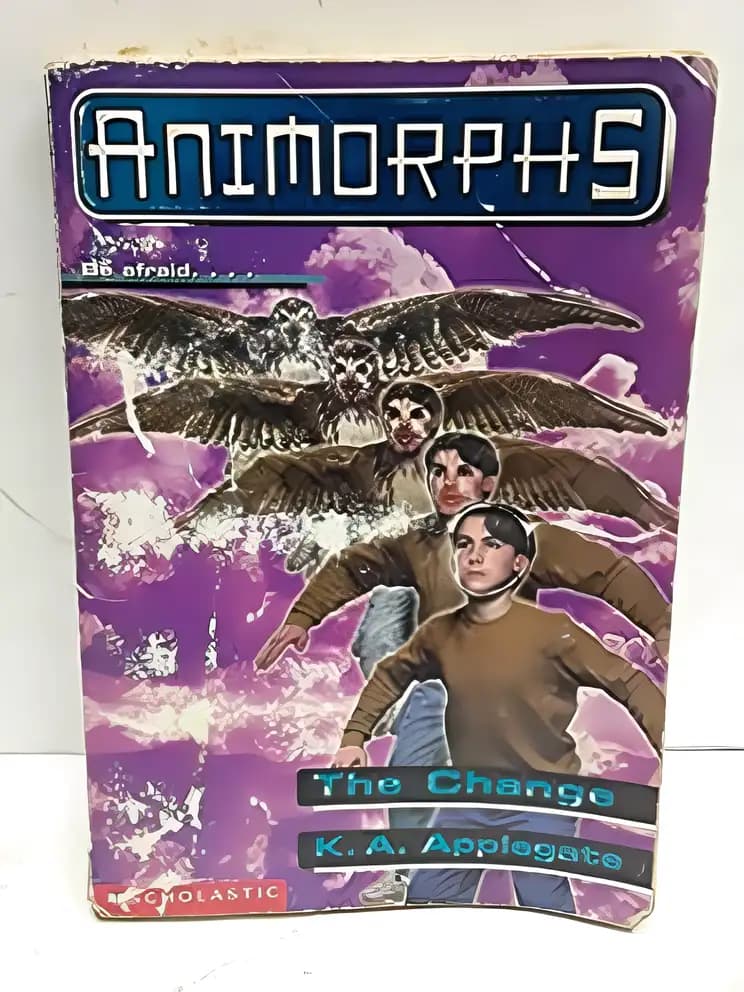 ANIMORPHS
Be afraid. . . .
The Change
K. A. Applegate
SCHOLASTIC